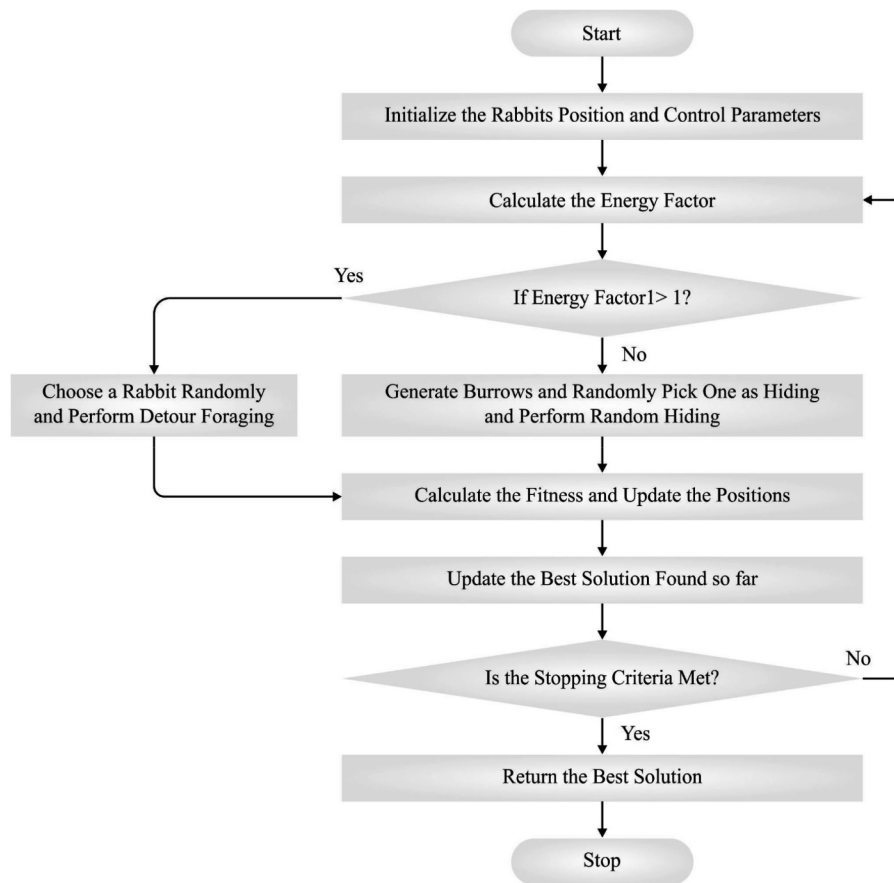 Start
Initialize the Rabbits Position and Control Parameters
Calculate the Energy Factor
Yes
If Energy Factor1> 1?
No
Choose a Rabbit Randomly
and Perform Detour Foraging
Generate Burrows and Randomly Pick One as Hiding
and Perform Random Hiding
Calculate the Fitness and Update the Positions
Update the Best Solution Found so far
Is the Stopping Criteria Met?
No
Yes
Return the Best Solution
Stop